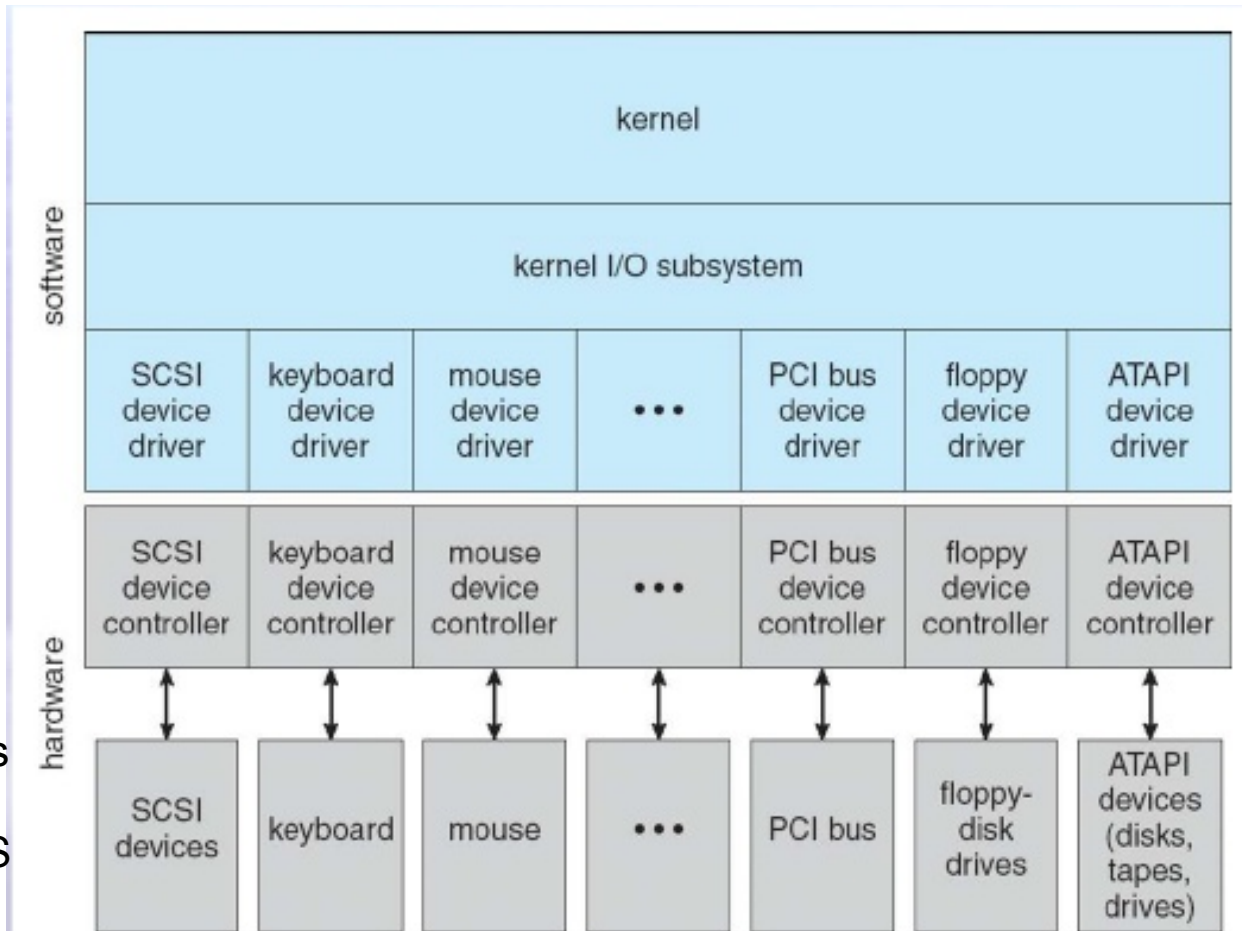 kernel
kernel I/O subsystem
software
SCSI
device
driver
keyboard
device
driver
mouse
device
driver
•••
PCI bus
device
driver
floppy
device
driver
ATAPI
device
driver
SCSI
device
controller
keyboard
device
controller
mouse
device
controller
•••
PCI bus
device
controller
floppy
device
controller
ATAPI
device
controller
hardware
s
S
SCSI
devices
keyboard
mouse
•••
PCI bus
floppy-
disk
drives
ATAPI
devices
(disks,
tapes,
drives)